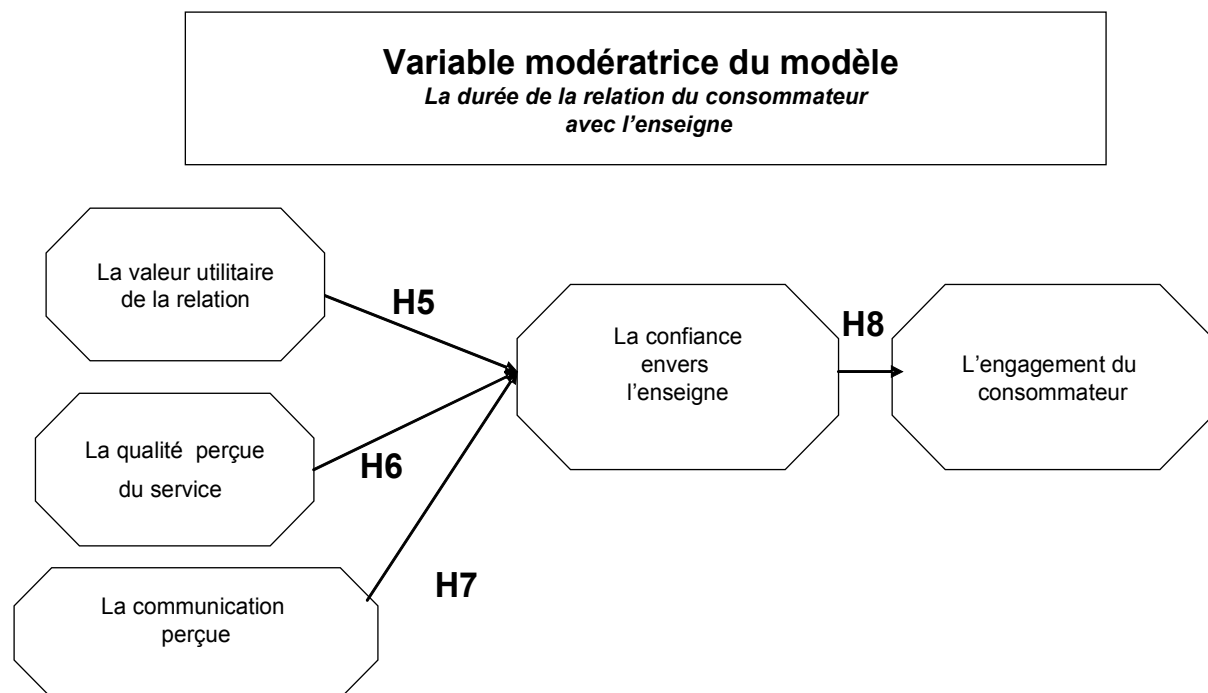 Variable modératrice du modèle
La durée de la relation du consommateur
avec l'enseigne
La valeur utilitaire
de la relation
H5
La qualité perçue
du service
H6
La communication
perçue
H7
La confiance
envers
l'enseigne
H8
L'engagement du
consommateur